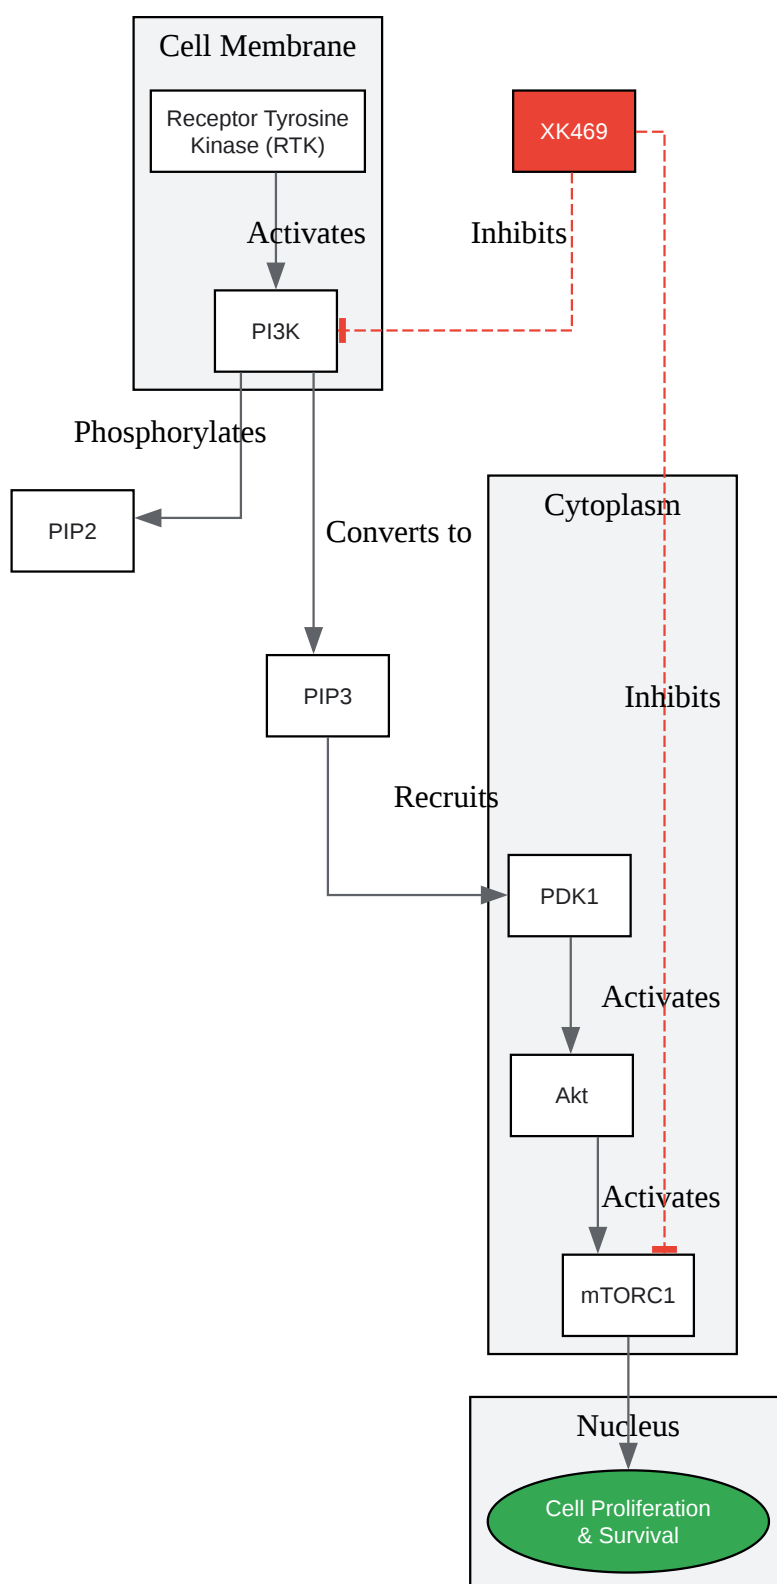 Cell Membrane
Receptor Tyrosine
Kinase (RTK)
XK469
Activates
Inhibits
PI3K
Phosphorylates
PIP2
Cytoplasm
Converts to
PIP3
Inhibits
Recruits
PDK1
Activates
Akt
Activates
mTORC1
Nucleus
Cell Proliferation
& Survival